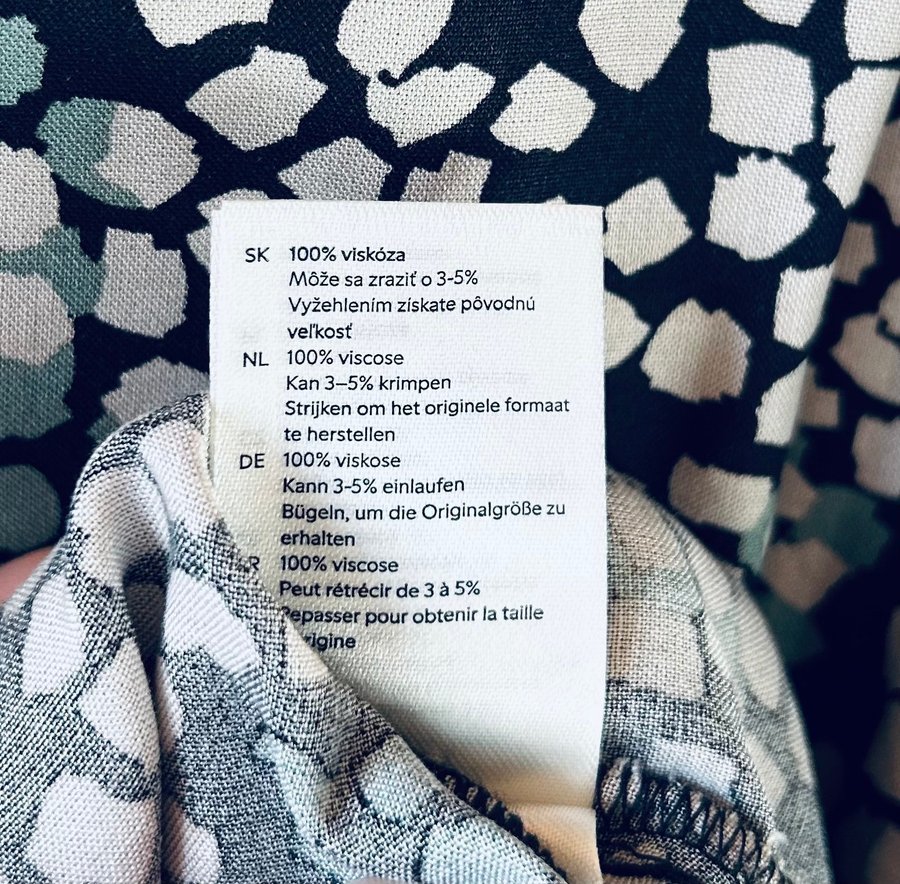 SK 100% viskóza
Môže sa zraziť o 3-5%
Vyžehlením získate pôvodnú
veľkosť
NL 100% viscose
Kan 3–5% krimpen
Strijken om het originele formaat
te herstellen
DE 100% viskose
Kann 3-5% einlaufen
Bügeln, um die Originalgröße zu
erhalten
100% viscose
Peut rétrécir de 3 à 5%
Repasser pour obtenir la taille